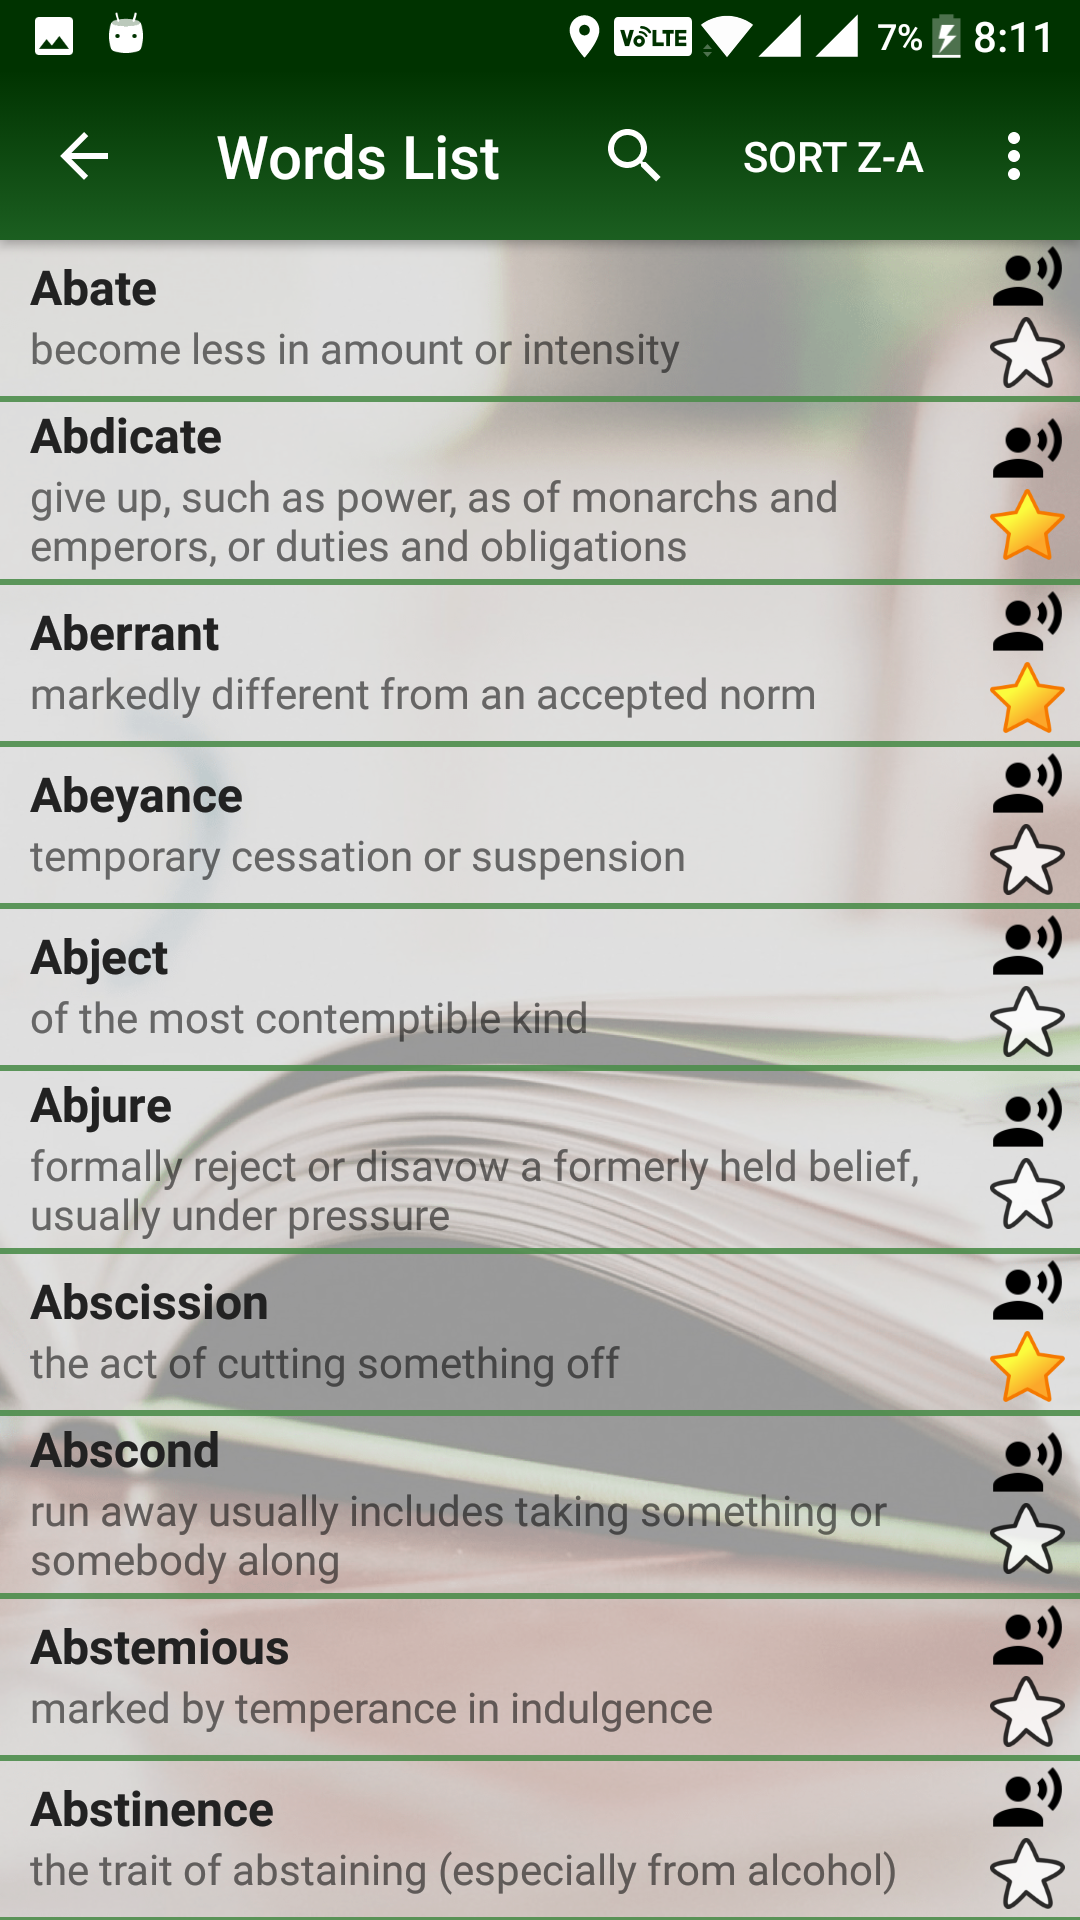 VoLTE 7% 8:11
Words List SORT Z-A
Abate
become less in amount or intensity
Abdicate
give up, such as power, as of monarchs and
emperors, or duties and obligations
Aberrant
markedly different from an accepted norm
Abeyance
temporary cessation or suspension
Abject
of the most contemptible kind
Abjure
formally reject or disavow a formerly held belief,
usually under pressure
Abscission
the act of cutting something off
Abscond
run away usually includes taking something or
somebody along
Abstemious
marked by temperance in indulgence
Abstinence
the trait of abstaining (especially from alcohol)